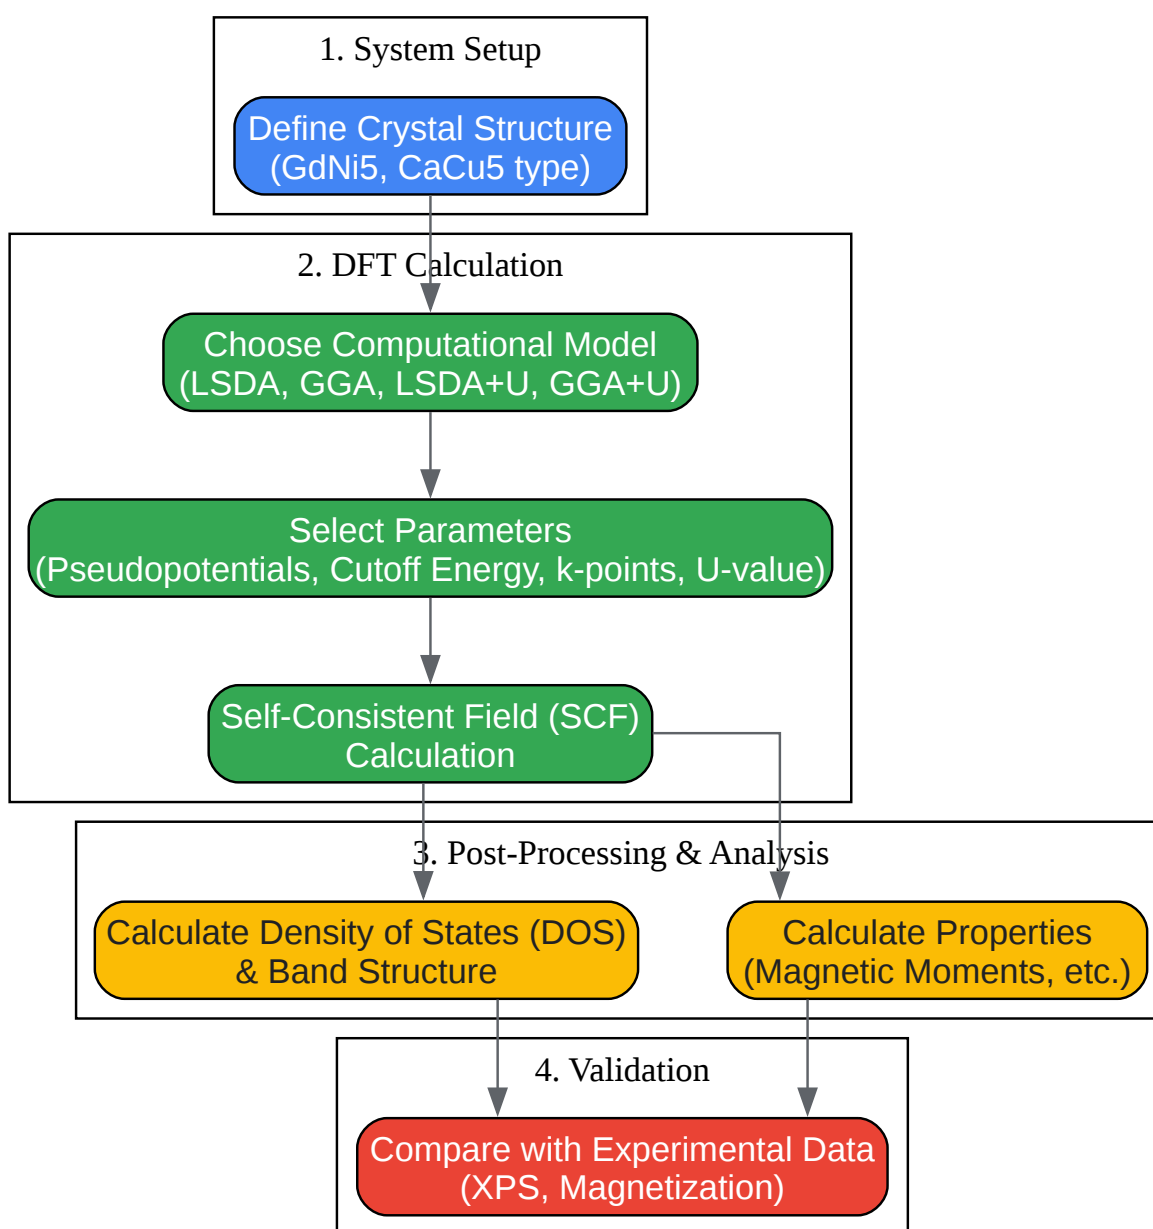 1. System Setup
Define Crystal Structure
(GdNi5, CaCu5 type)
2. DFT Calculation
Choose Computational Model
(LSDA, GGA, LSDA+U, GGA+U)
Select Parameters
(Pseudopotentials, Cutoff Energy, k-points, U-value)
Self-Consistent Field (SCF)
Calculation
3. Post-Processing & Analysis
Calculate Density of States (DOS)
& Band Structure
Calculate Properties
(Magnetic Moments, etc.)
4. Validation
Compare with Experimental Data
(XPS, Magnetization)